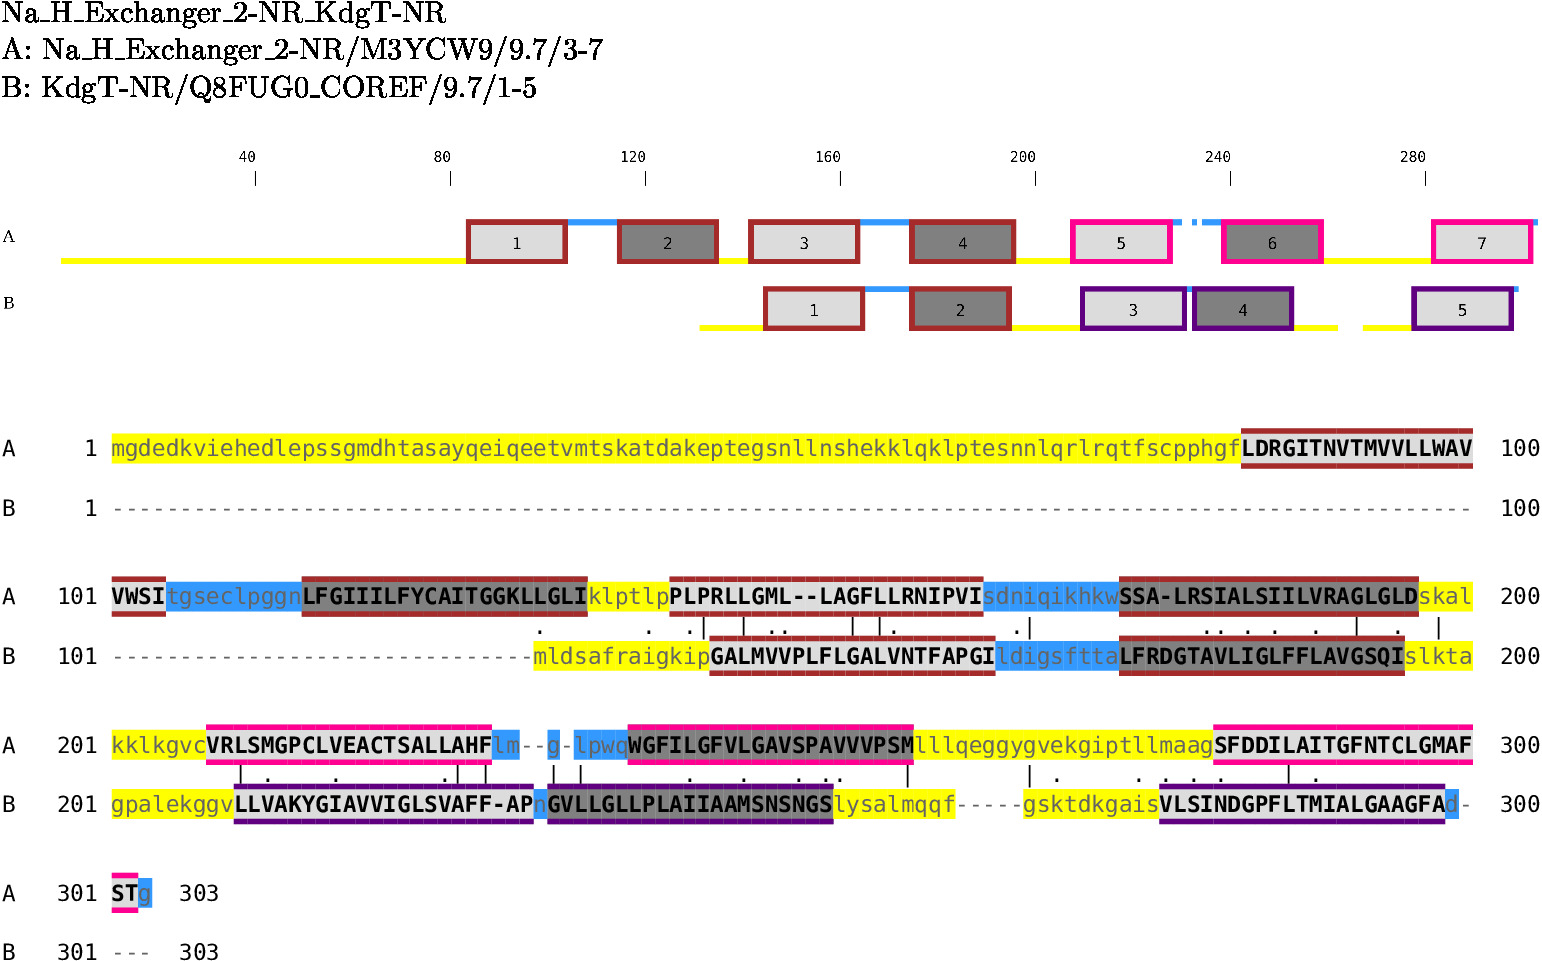 Na_H_Exchanger_2-NR_KdgT-NR
A: Na_H_Exchanger_2-NR/M3YCW9/9.7/3-7
B: KdgT-NR/Q8FUG0_COREF/9.7/1-5
40 80 120 160 200 240 280
A 1 2 3 4 5 6 7
B 1 2 3 4 5
A 1 mgdedkviehedlepssgmdhtasayqeiqeetvmtskatdakepteg​snllnshekklqklptesnnlqrlrqtfscpphgfLDRGITNVTMVVLLWAV 100
B 1 ---------------------------------------------------------------------------------------------------- 100
A 101 VWSItgseclpggnLFGIIILFYCAITGGKLLGLIklptlpPLPRLLGML--LAGFLLRNIPVIsdniqikhkwSSA-LRSIALSIILVRAGLGLDskal 200
B 101 -------------------------------mldsafraigkipGALMVVPLFLGALVNTFAPGIldigsfttaLFRDGTAVLIGLFFLAVGSQIslkta 200
A 201 kklkgvcVRLSMGPCLVEACTSALLAHFlm--g-lpwqWGFILGFVLGAVSPAVVVPSMlllqeggygvekgiptllmaagSFDDILAITGFNTCLGMAF 300
B 201 gpalekggvLLVAKYGIAVVIGLSVAFF-APnGVLLGLLPLAIIAAMSNSNGSlysalmqqf-----gsktdkgaisVLSINDGPFLTMIALGAAGFAd- 300
A 301 STg 303
B 301 --- 303